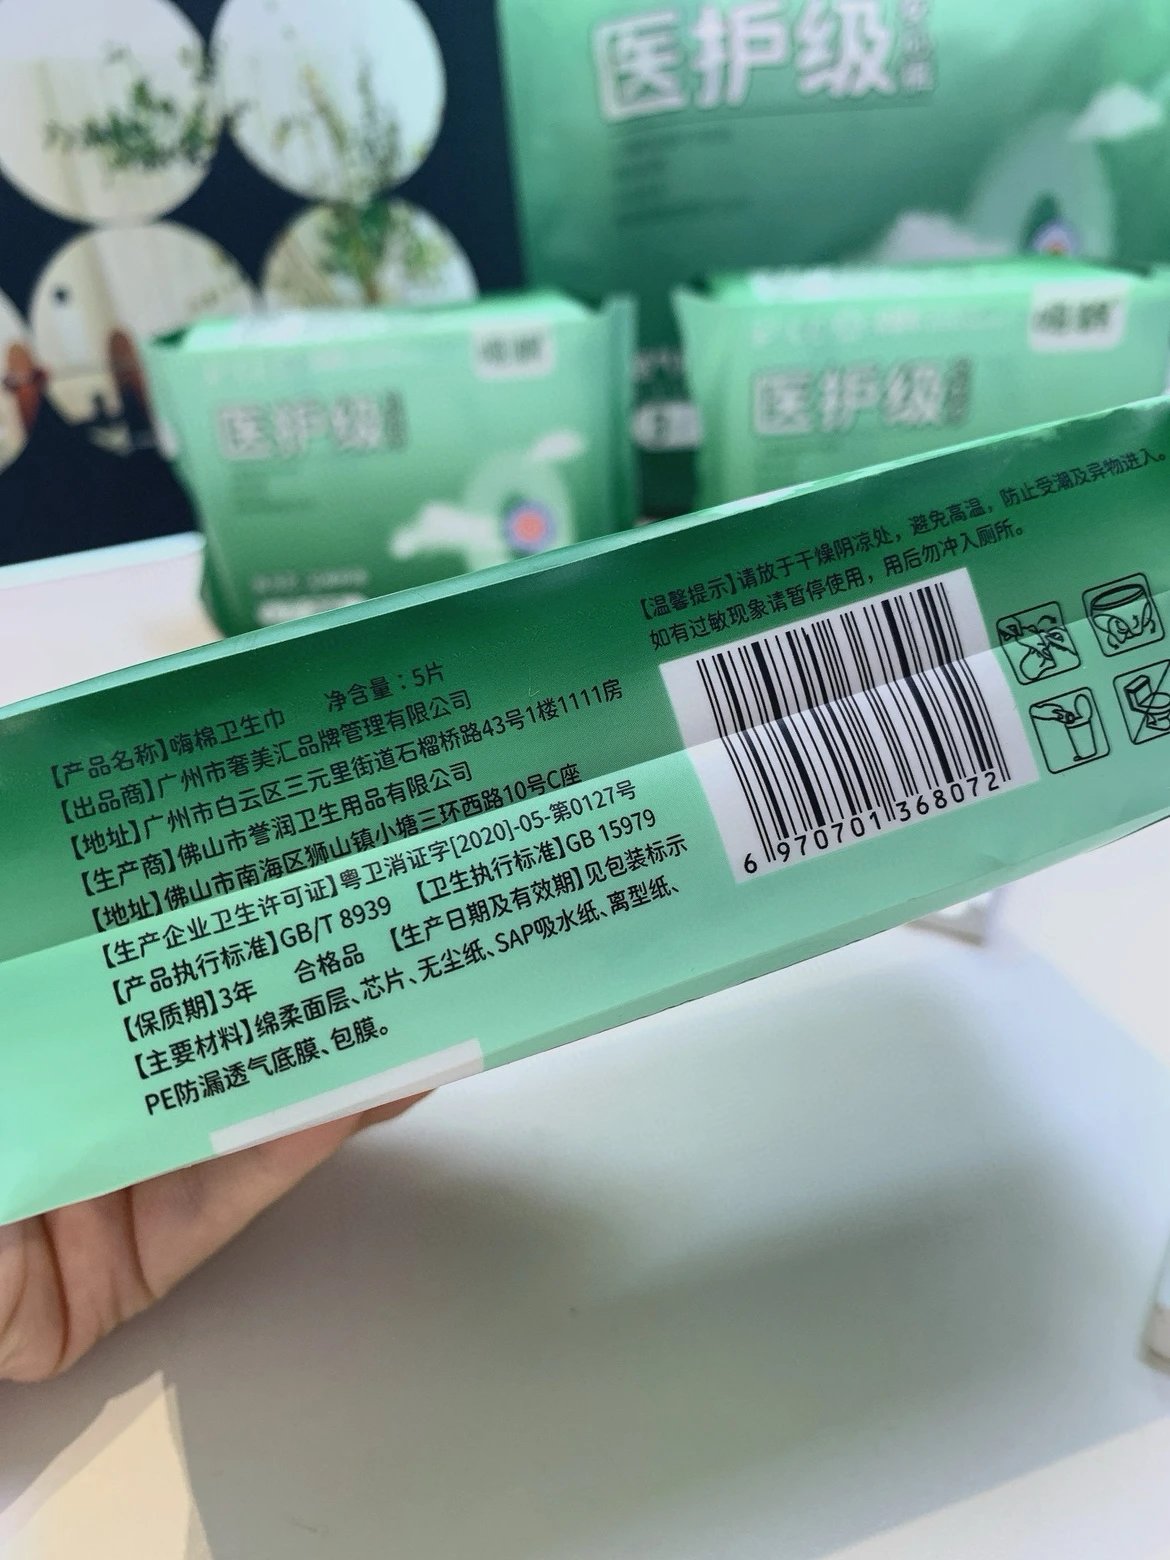 医护级
医护级
医护级
【产品名称】嗨棉卫生巾 净含量：5片
【出品商】广州市奢美汇品牌管理有限公司
【地址】广州市白云区三元里街道石榴桥路43号1楼1111房
【生产商】佛山市誉润卫生用品有限公司
【地址】佛山市南海区狮山镇小塘三环西路10号C座
【生产企业卫生许可证】粤卫消证字[2020]-05-第0127号
【产品执行标准】GB/T 8939 【卫生执行标准】GB 15979
【保质期】3年 合格品 【生产日期及有效期】见包装标示
【主要材料】绵柔面层、芯片、无尘纸、SAP吸水纸、离型纸、
PE防漏透气底膜、包膜。
【温馨提示】请放于干燥阴凉处，避免高温，防止受潮及异物进入。
如有过敏现象请暂停使用，用后勿冲入厕所。
6 970701 368072